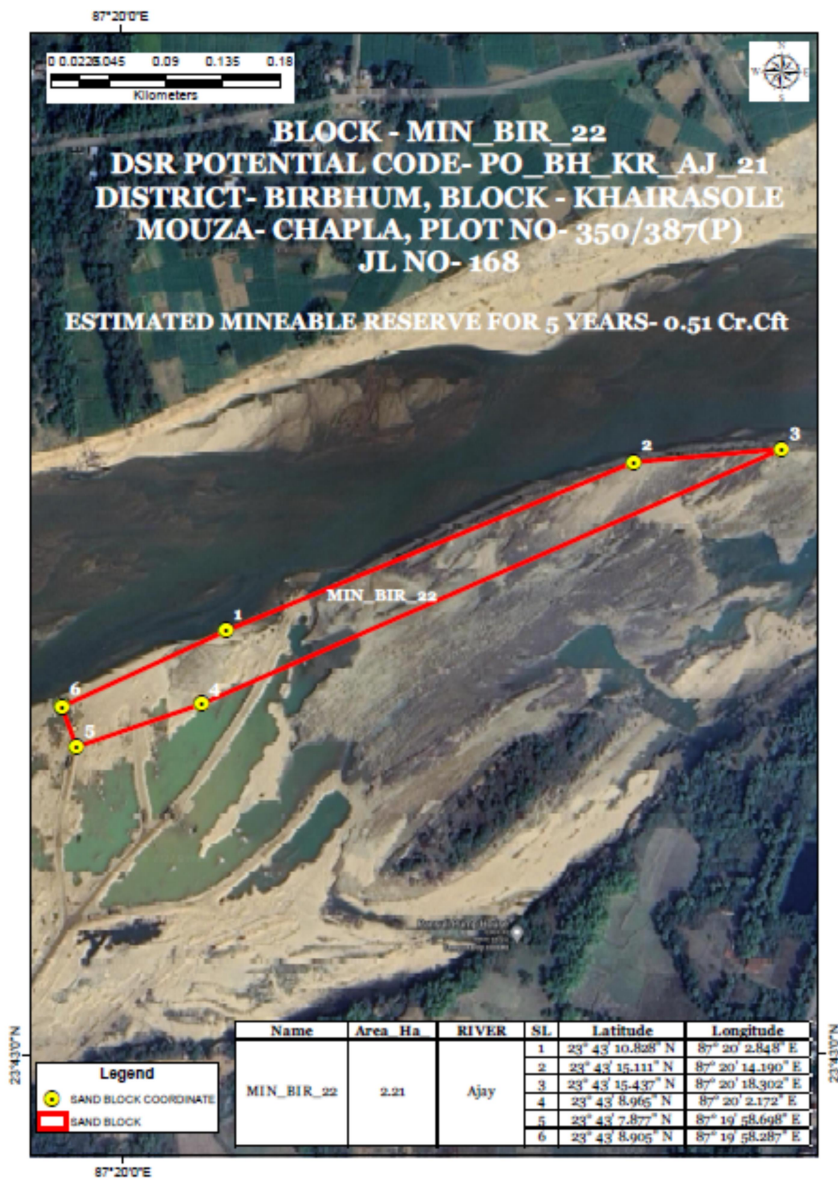 87°20'0"E
0 0.0225 0.045 0.09 0.135 0.18
Kilometers
N
W E
S
BLOCK - MIN_BIR_22
DSR POTENTIAL CODE- PO_BH_KR_AJ_21
DISTRICT- BIRBHUM, BLOCK - KHAIRASOLE
MOUZA- CHAPLA, PLOT NO- 350/387(P)
JL NO- 168
ESTIMATED MINEABLE RESERVE FOR 5 YEARS- 0.51 Cr.Cft
3
2
MIN_BIR_22
1
4
6
5
23°43'0"N
23°43'0"N
Name Area_Ha_ RIVER SL Latitude Longitude
MIN_BIR_22 2.21 Ajay
1 23° 43' 10.828" N 87° 20' 2.848" E
2 23° 43' 15.111" N 87° 20' 14.190" E
3 23° 43' 15.437" N 87° 20' 18.302" E
4 23° 43' 8.965" N 87° 20' 2.172" E
5 23° 43' 7.877" N 87° 19' 58.698" E
6 23° 43' 8.905" N 87° 19' 58.287" E
Legend
SAND BLOCK COORDINATE
SAND BLOCK
87°20'0"E